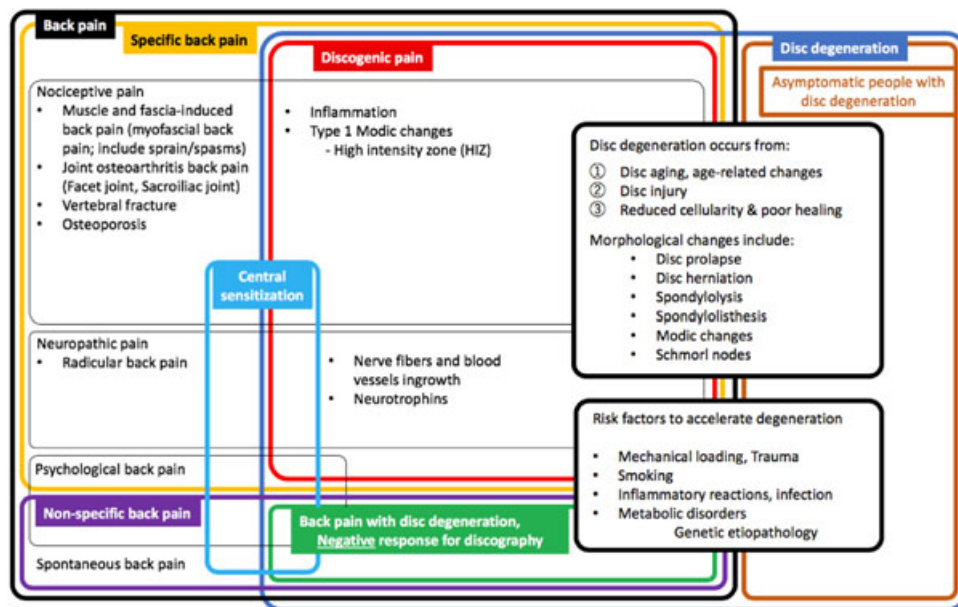 Back pain
Specific back pain
Discogenic pain
Disc degeneration
Asymptomatic people with
disc degeneration
Nociceptive pain
• Muscle and fascia-induced
back pain (myofascial back
pain; include sprain/spasms)
• Joint osteoarthritis back pain
(Facet joint, Sacroiliac joint)
• Vertebral fracture
• Osteoporosis
• Inflammation
• Type 1 Modic changes
- High intensity zone (HIZ)
Disc degeneration occurs from:
① Disc aging, age-related changes
② Disc injury
③ Reduced cellularity & poor healing
Morphological changes include:
• Disc prolapse
• Disc herniation
• Spondylolysis
• Spondylolisthesis
• Modic changes
• Schmorl nodes
Central
sensitization
Neuropathic pain
• Radicular back pain
• Nerve fibers and blood
vessels ingrowth
• Neurotrophins
Risk factors to accelerate degeneration
• Mechanical loading, Trauma
• Smoking
• Inflammatory reactions, infection
• Metabolic disorders
Genetic etiopathology
Psychological back pain
Non-specific back pain
Back pain with disc degeneration,
Negative response for discography
Spontaneous back pain